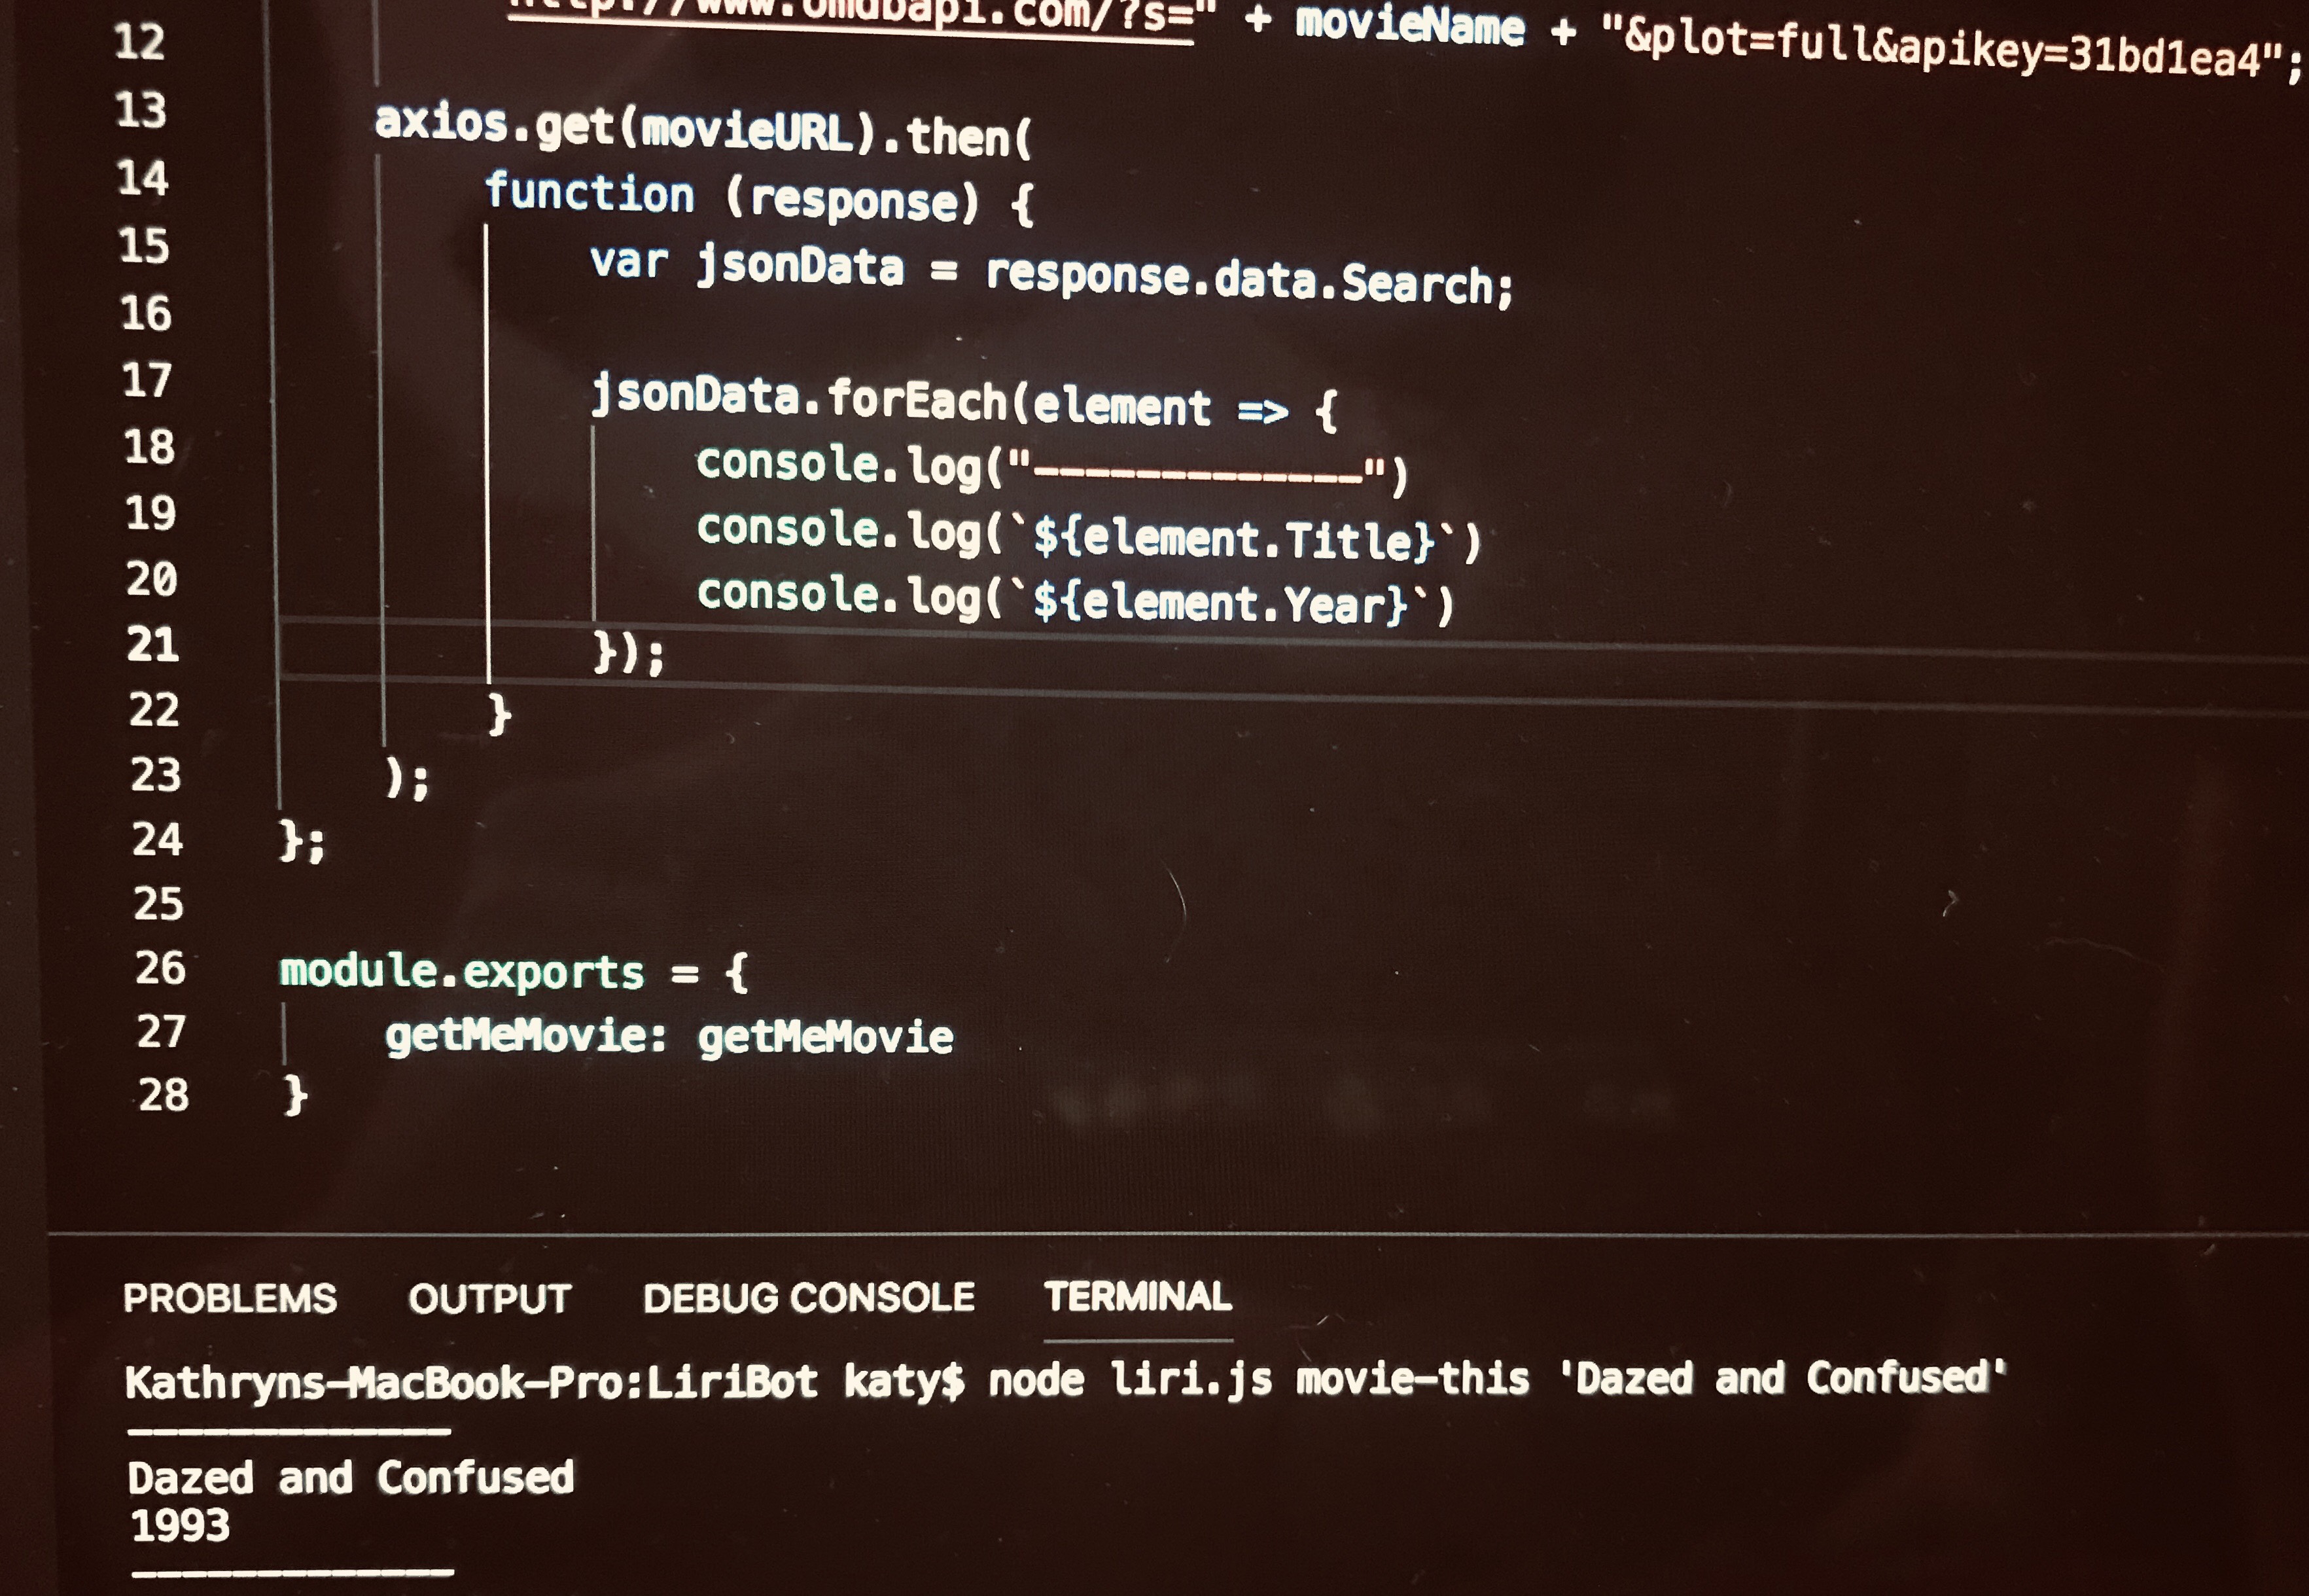 http://www.omdbapi.com/?s=" + movieName + "&plot=full&apikey=31bd1ea4";
12
13 axios.get(movieURL).then(
14 function (response) {
15 var jsonData = response.data.Search;
16
17 jsonData.forEach(element => {
18 console.log("-------------")
19 console.log(`${element.Title}`)
20 console.log(`${element.Year}`)
21 });
22 }
23 );
24 };
25
26 module.exports = {
27 getMeMovie: getMeMovie
28 }
PROBLEMS OUTPUT DEBUG CONSOLE TERMINAL
Kathryns-MacBook-Pro:LiriBot katy$ node liri.js movie-this 'Dazed and Confused'
-------------
Dazed and Confused
1993
-------------